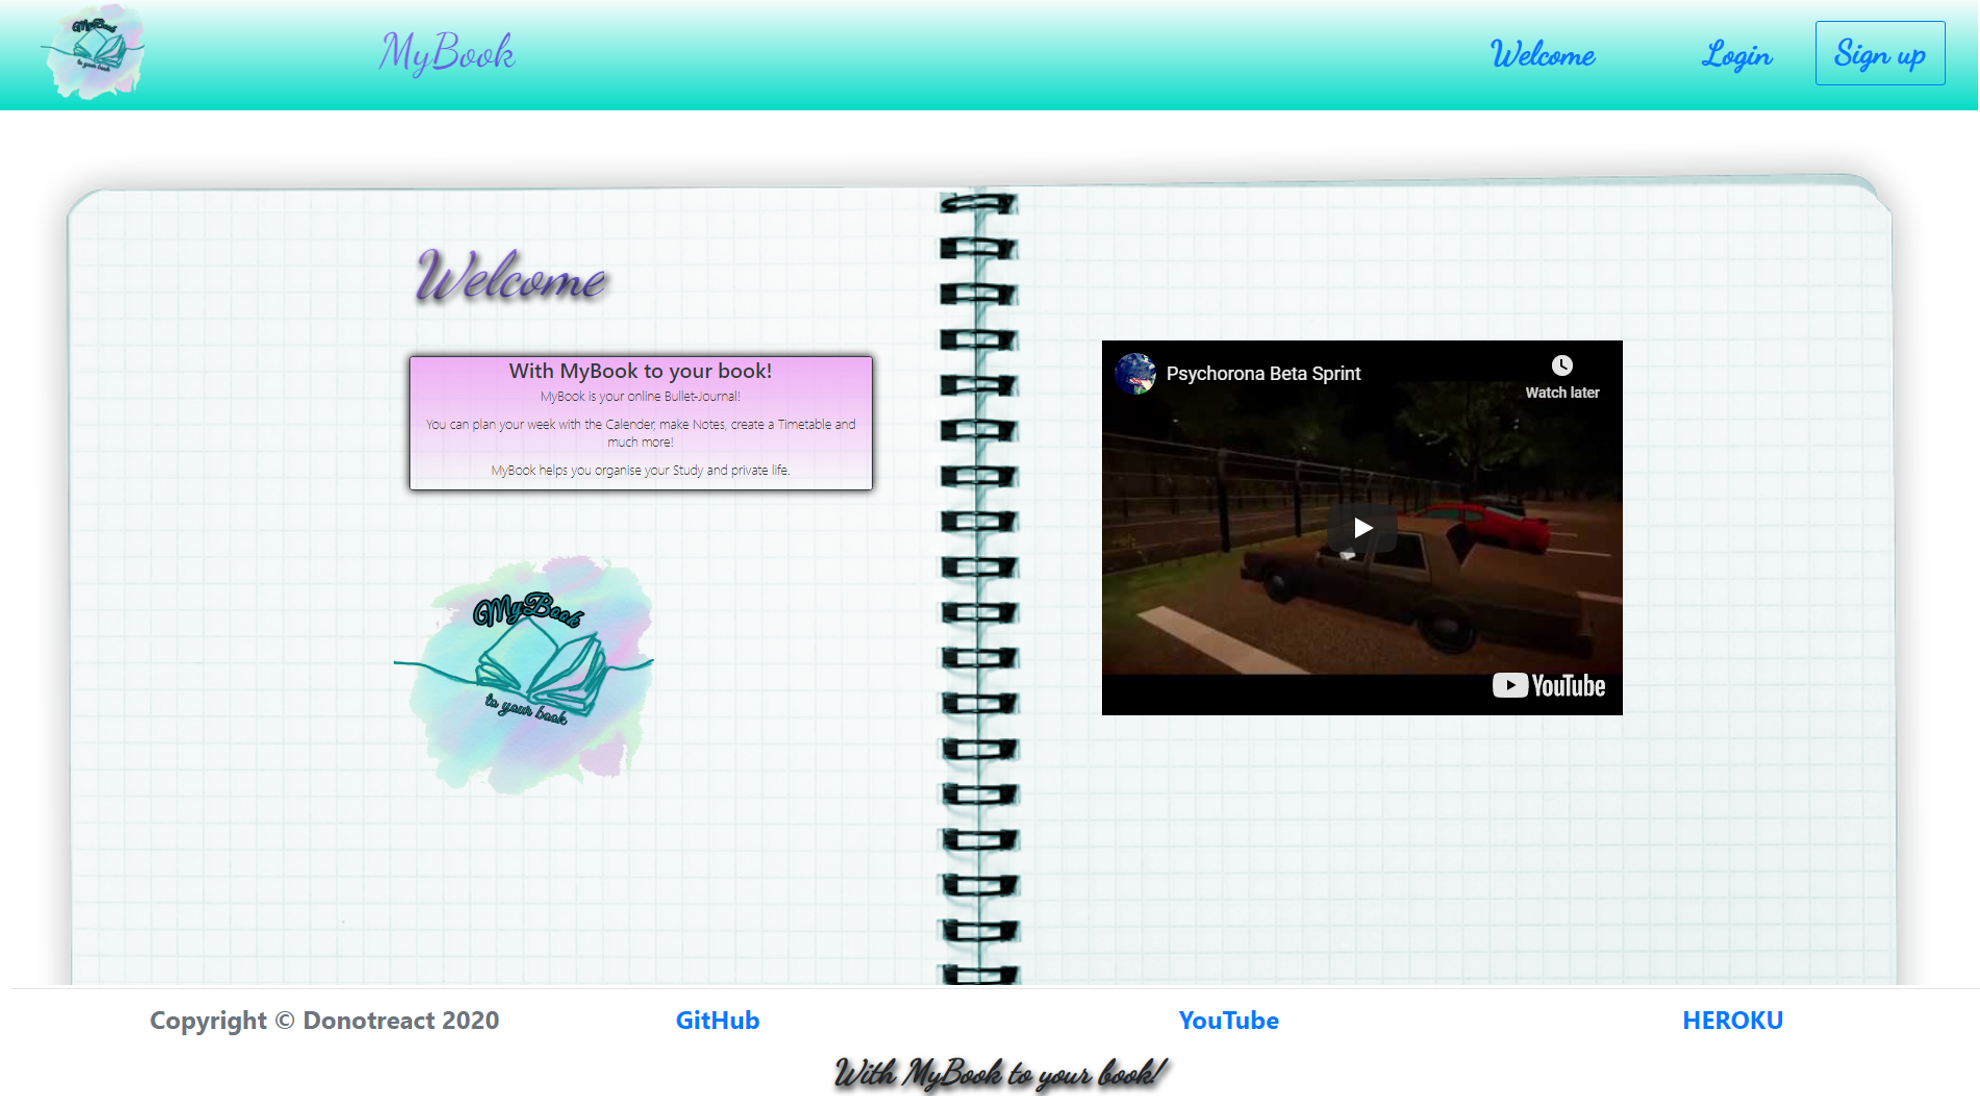 MyBook
to your book
MyBook
Welcome
Login
Sign up
Welcome
With MyBook to your book!
MyBook is your online Bullet-Journal!
You can plan your week with the Calender, make Notes, create a Timetable and
much more!
MyBook helps you organise your Study and private life.
MyBook
to your book
Psychorona Beta Sprint
Watch later
YouTube
Copyright © Donotreact 2020
GitHub
YouTube
HEROKU
With MyBook to your book!